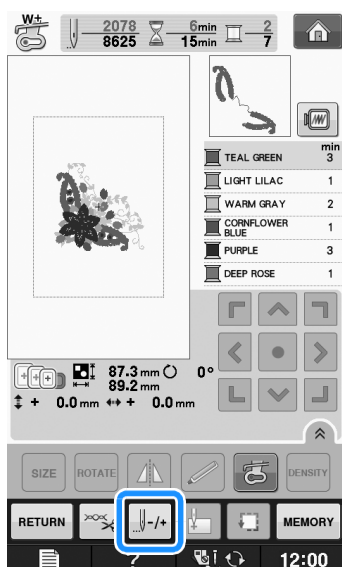 W+
2078 6min 2
8625 15min 7
min
TEAL GREEN 3
LIGHT LILAC 1
WARM GRAY 2
CORNFLOWER
BLUE 1
PURPLE 3
DEEP ROSE 1
87.3 mm 0°
89.2 mm
+ 0.0 mm + 0.0 mm
SIZE ROTATE DENSITY
RETURN -/+ MEMORY
? 12:00